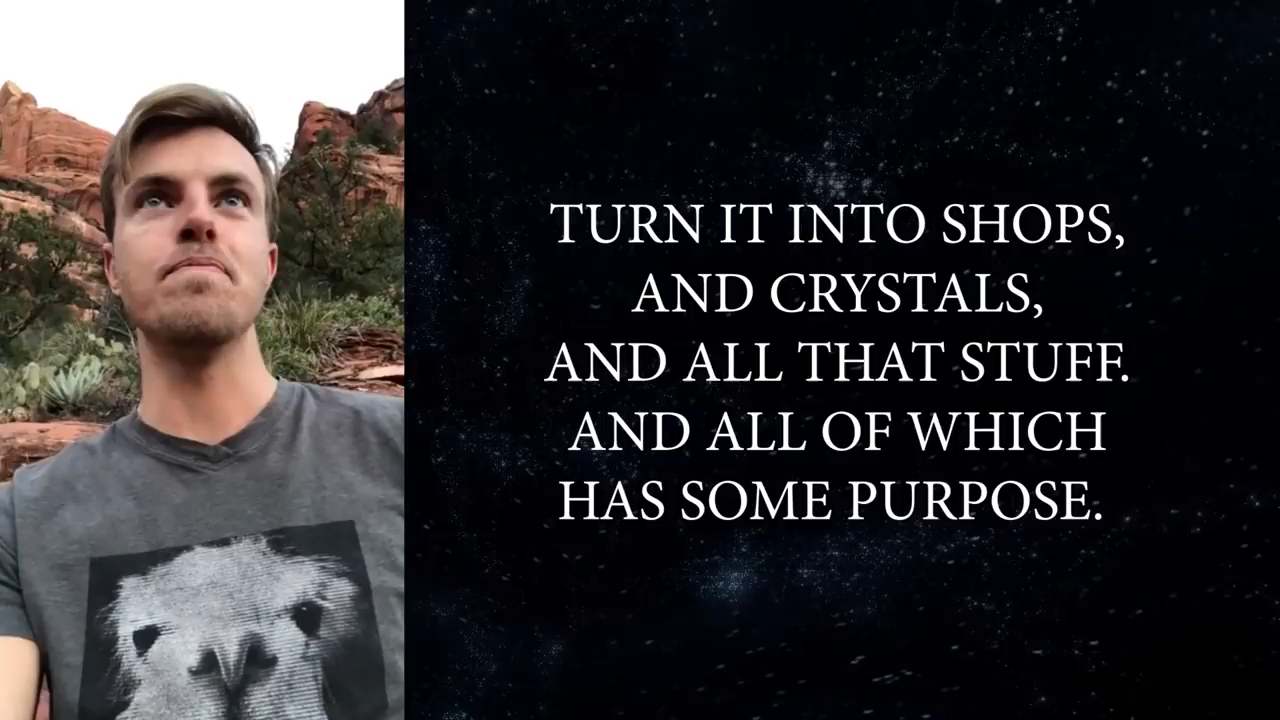 TURN IT INTO SHOPS,
AND CRYSTALS,
AND ALL THAT STUFF.
AND ALL OF WHICH
HAS SOME PURPOSE.